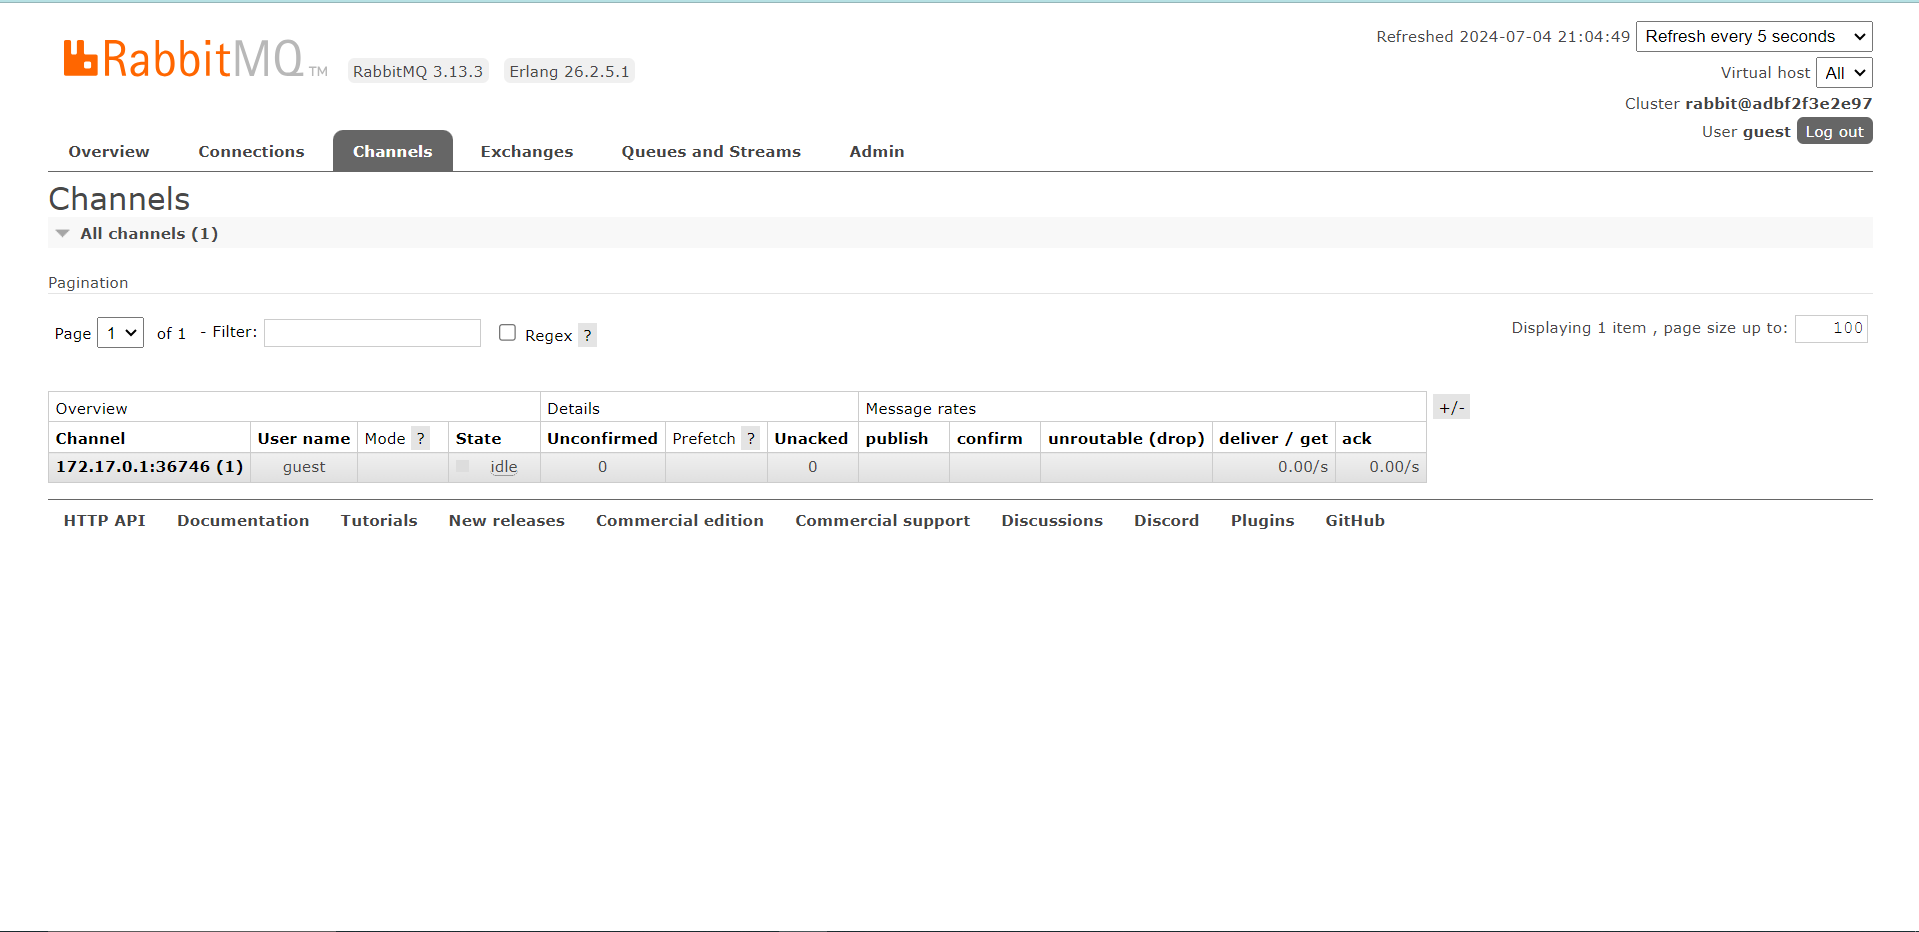 RabbitMQ TM RabbitMQ 3.13.3 Erlang 26.2.5.1
Refreshed 2024-07-04 21:04:49 Refresh every 5 seconds
Virtual host All
Cluster rabbit@adbf2f3e2e97
User guest Log out
Overview Connections Channels Exchanges Queues and Streams Admin
Channels
All channels (1)
Pagination
Page 1 of 1 - Filter: Regex ? Displaying 1 item , page size up to: 100
Overview Details Message rates +/-
Channel User name Mode ? State Unconfirmed Prefetch ? Unacked publish confirm unroutable (drop) deliver / get ack
172.17.0.1:36746 (1) guest idle 0 0 0.00/s 0.00/s
HTTP API Documentation Tutorials New releases Commercial edition Commercial support Discussions Discord Plugins GitHub